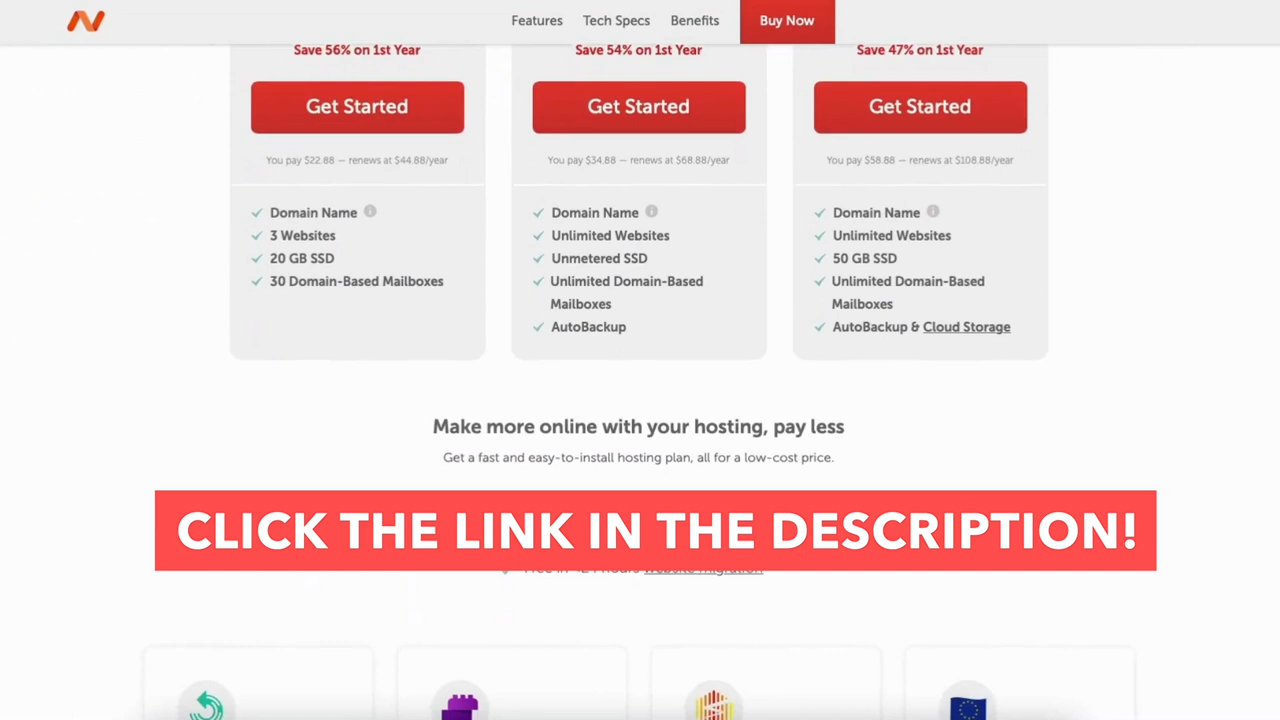 Features Tech Specs Benefits Buy Now
Save 56% on 1st Year
Save 54% on 1st Year
Save 47% on 1st Year
Get Started
Get Started
Get Started
You pay $22.88 — renews at $44.88/year
You pay $34.88 — renews at $68.88/year
You pay $58.88 — renews at $108.88/year
Domain Name
3 Websites
20 GB SSD
30 Domain-Based Mailboxes
Domain Name
Unlimited Websites
Unmetered SSD
Unlimited Domain-Based
Mailboxes
AutoBackup
Domain Name
Unlimited Websites
50 GB SSD
Unlimited Domain-Based
Mailboxes
AutoBackup & Cloud Storage
Make more online with your hosting, pay less
Get a fast and easy-to-install hosting plan, all for a low-cost price.
CLICK THE LINK IN THE DESCRIPTION!